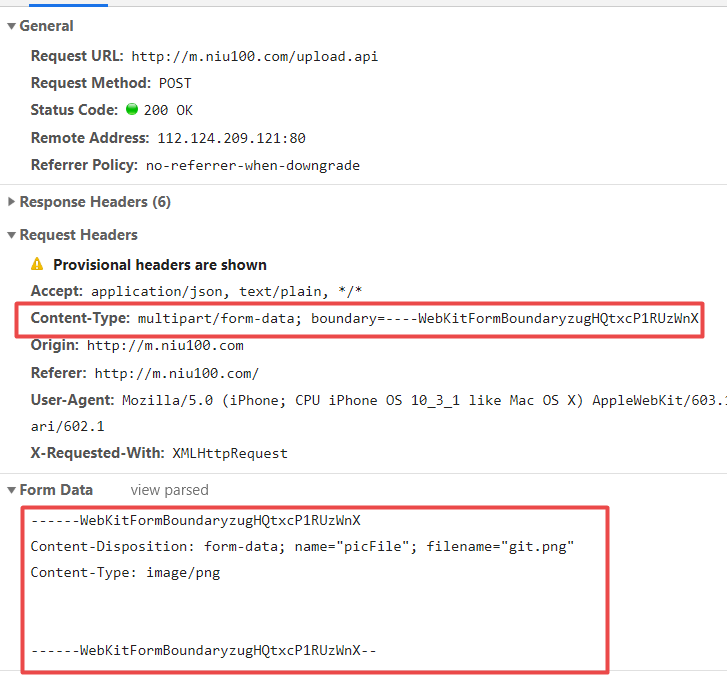 General
Request URL: http://m.niu100.com/upload.api
Request Method: POST
Status Code: 200 OK
Remote Address: 112.124.209.121:80
Referrer Policy: no-referrer-when-downgrade
Response Headers (6)
Request Headers
Provisional headers are shown
Accept: application/json, text/plain, */*
Content-Type: multipart/form-data; boundary=----WebKitFormBoundaryzugHQtxcP1RUzWnX
Origin: http://m.niu100.com
Referer: http://m.niu100.com/
User-Agent: Mozilla/5.0 (iPhone; CPU iPhone OS 10_3_1 like Mac OS X) AppleWebKit/603.1
ari/602.1
X-Requested-With: XMLHttpRequest
Form Data view parsed
------WebKitFormBoundaryzugHQtxcP1RUzWnX
Content-Disposition: form-data; name="picFile"; filename="git.png"
Content-Type: image/png
------WebKitFormBoundaryzugHQtxcP1RUzWnX--